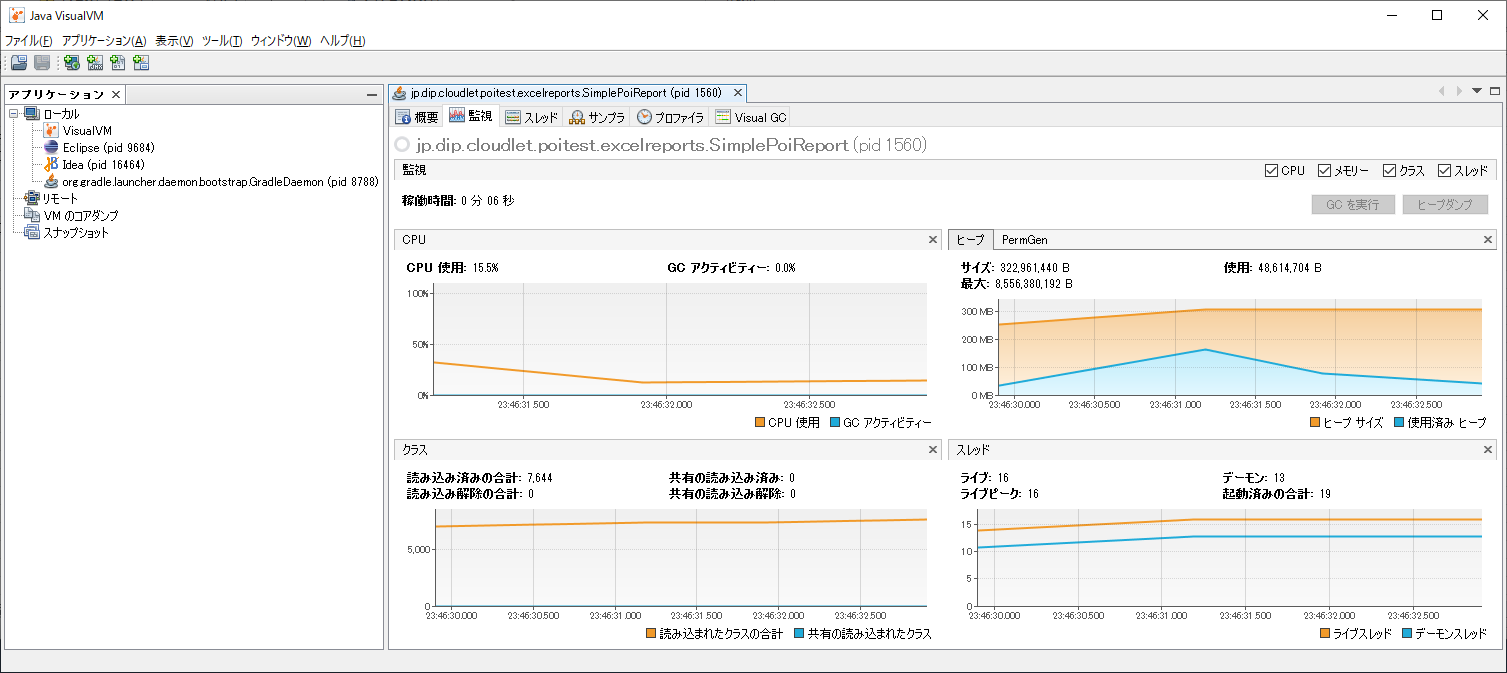 Java VisualVM
ファイル(F) アプリケーション(A) 表示(V) ツール(T) ウィンドウ(W) ヘルプ(H)
アプリケーション
ローカル
VisualVM
Eclipse (pid 9684)
Idea (pid 16464)
org.gradle.launcher.daemon.bootstrap.GradleDaemon (pid 8788)
リモート
VM のコアダンプ
スナップショット
jp.dip.cloudlet.poitest.excelreports.SimplePoiReport (pid 1560)
概要 監視 スレッド サンプラ プロファイラ Visual GC
jp.dip.cloudlet.poitest.excelreports.SimplePoiReport (pid 1560)
監視 CPU メモリー クラス スレッド
稼働時間: 0 分 06 秒
GC を実行 ヒープダンプ
CPU
CPU 使用: 15.5% GC アクティビティー: 0.0%
100%
50%
0%
23:46:31.500 23:46:32.000 23:46:32.500
CPU 使用 GC アクティビティー
ヒープ PermGen
サイズ: 322,961,440 B 使用: 48,614,704 B
最大: 8,556,380,192 B
300 MB
200 MB
100 MB
0 MB
23:46:30.000 23:46:30.500 23:46:31.000 23:46:31.500 23:46:32.000 23:46:32.500
ヒープ サイズ 使用済み ヒープ
クラス
読み込み済みの合計: 7,644 共有の読み込み済み: 0
読み込み解除の合計: 0 共有の読み込み解除: 0
5,000
0
23:46:30.000 23:46:30.500 23:46:31.000 23:46:31.500 23:46:32.000 23:46:32.500
読み込まれたクラスの合計 共有の読み込まれたクラス
スレッド
ライブ: 16 デーモン: 13
ライブピーク: 16 起動済みの合計: 19
15
10
5
0
23:46:30.000 23:46:30.500 23:46:31.000 23:46:31.500 23:46:32.000 23:46:32.500
ライブスレッド デーモンスレッド